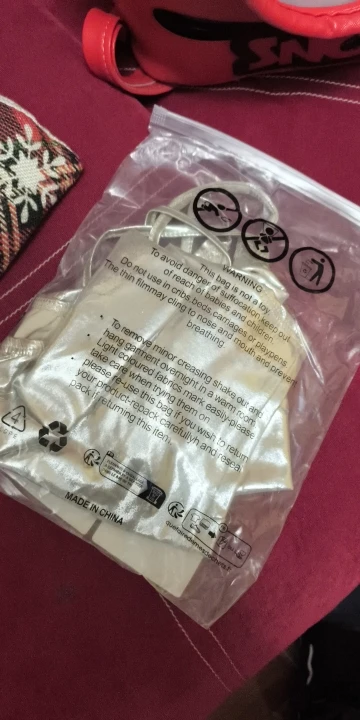 SNO
WARNING
This bag is not a toy.
To avoid danger of suffocation, keep out
of reach of babies and children.
Do not use in cribs, beds, carriages or playpens.
The thin film may cling to nose and mouth and prevent
breathing.
To remove minor creasing shake out and
hang garment overnight in a warm room.
Light coloured fabrics mark easily-please
take care when trying them on.
please re-use this bag if you wish to return
your product-repack carefully and reseal
pack if returning this item.
MADE IN CHINA